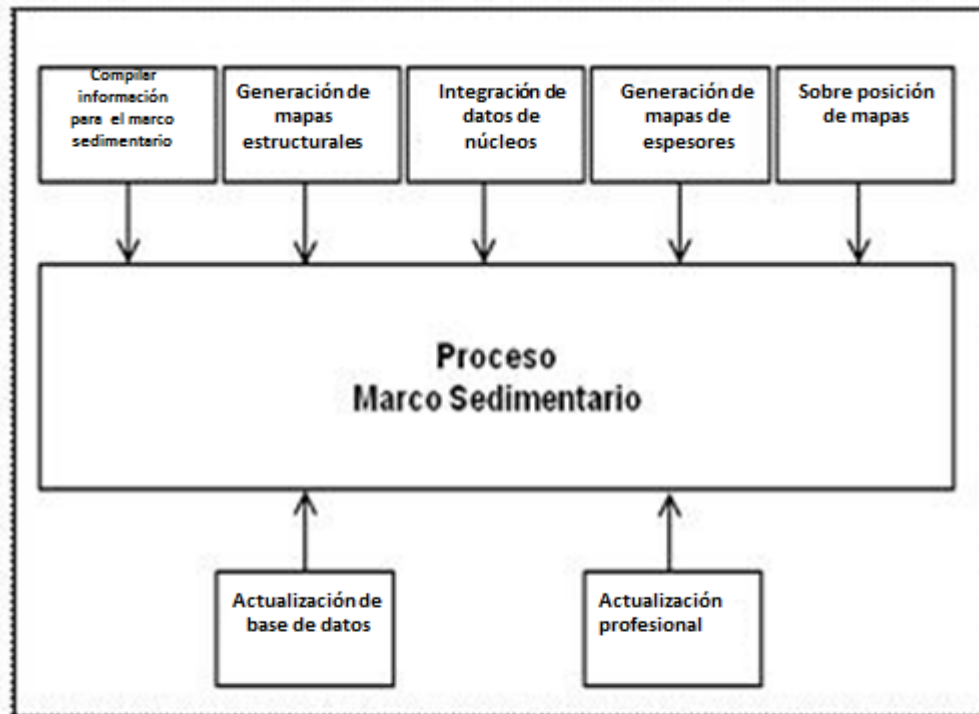 Compilar
información
para el marco
sedimentario
Generación de
mapas
estructurales
Integración de
datos de
núcleos
Generación de
mapas de
espesores
Sobre posición
de mapas
Proceso
Marco Sedimentario
Actualización de
base de datos
Actualización
profesional